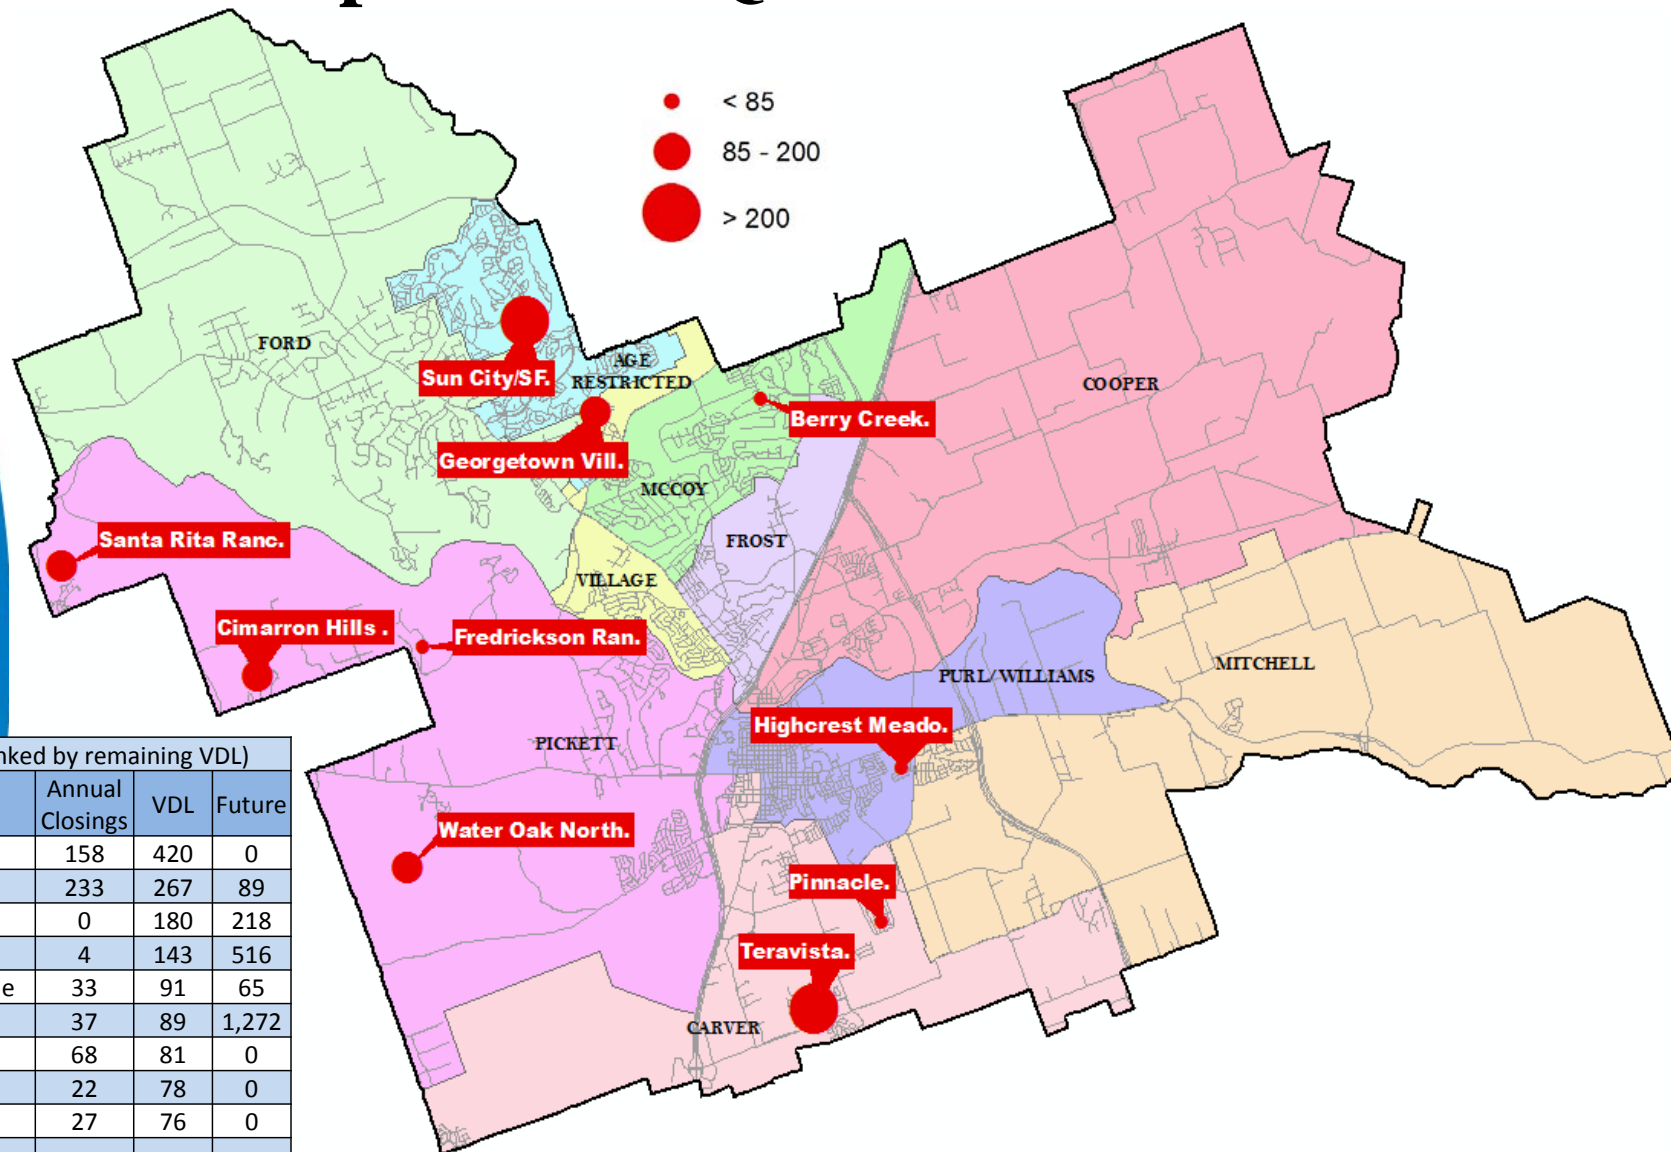 < 85
85 - 200
> 200
FORD
COOPER
AGE
RESTRICTED
Sun City/SF.
Berry Creek.
Georgetown Vill.
MCCOY
FROST
Santa Rita Ranc.
VILLAGE
Cimarron Hills .
Fredrickson Ran.
MITCHELL
PURL/WILLIAMS
Highcrest Meado.
PICKETT
Water Oak North.
Pinnacle.
Teravista.
CARVER
nked by remaining VDL)
Annual Closings VDL Future
158 420 0
233 267 89
0 180 218
4 143 516
e 33 91 65
37 89 1,272
68 81 0
22 78 0
27 76 0